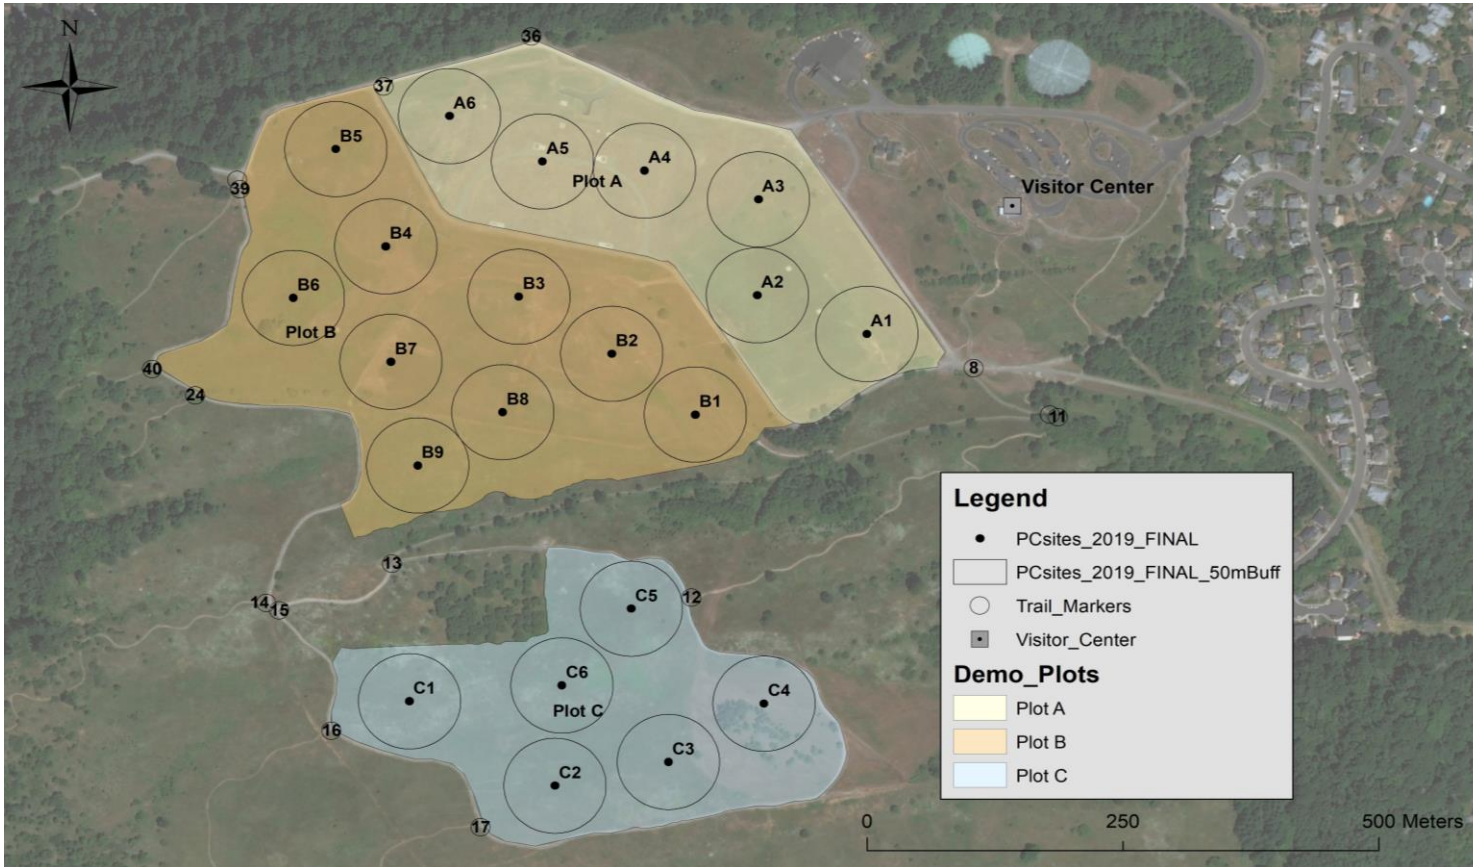 N
36
37
A6
B5
A5
A4
Plot A
A3
39
Visitor Center
B4
B6
B3
A2
Plot B
A1
B7
B2
40
8
24
B8
B1
11
B9
13
14
15
C5
12
C6
C1
C4
Plot C
16
C3
C2
17
Legend
PCsites_2019_FINAL
PCsites_2019_FINAL_50mBuff
Trail_Markers
Visitor_Center
Demo_Plots
Plot A
Plot B
Plot C
0 250 500 Meters